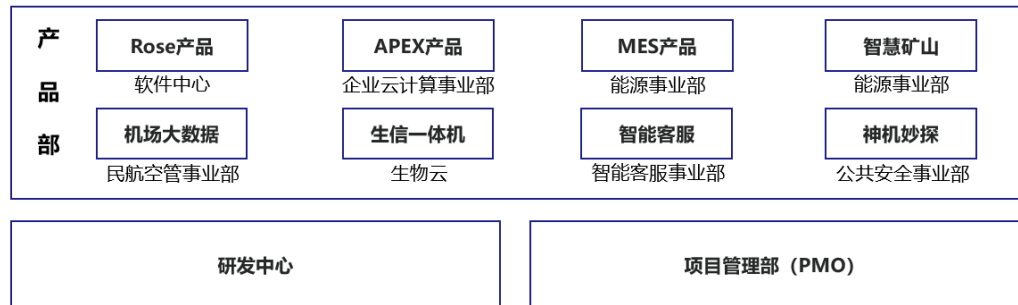 产品部
Rose产品
APEX产品
MES产品
智慧矿山
软件中心
企业云计算事业部
能源事业部
能源事业部
机场大数据
生信一体机
智能客服
神机妙探
民航空管事业部
生物云
智能客服事业部
公共安全事业部
研发中心
项目管理部（PMO）